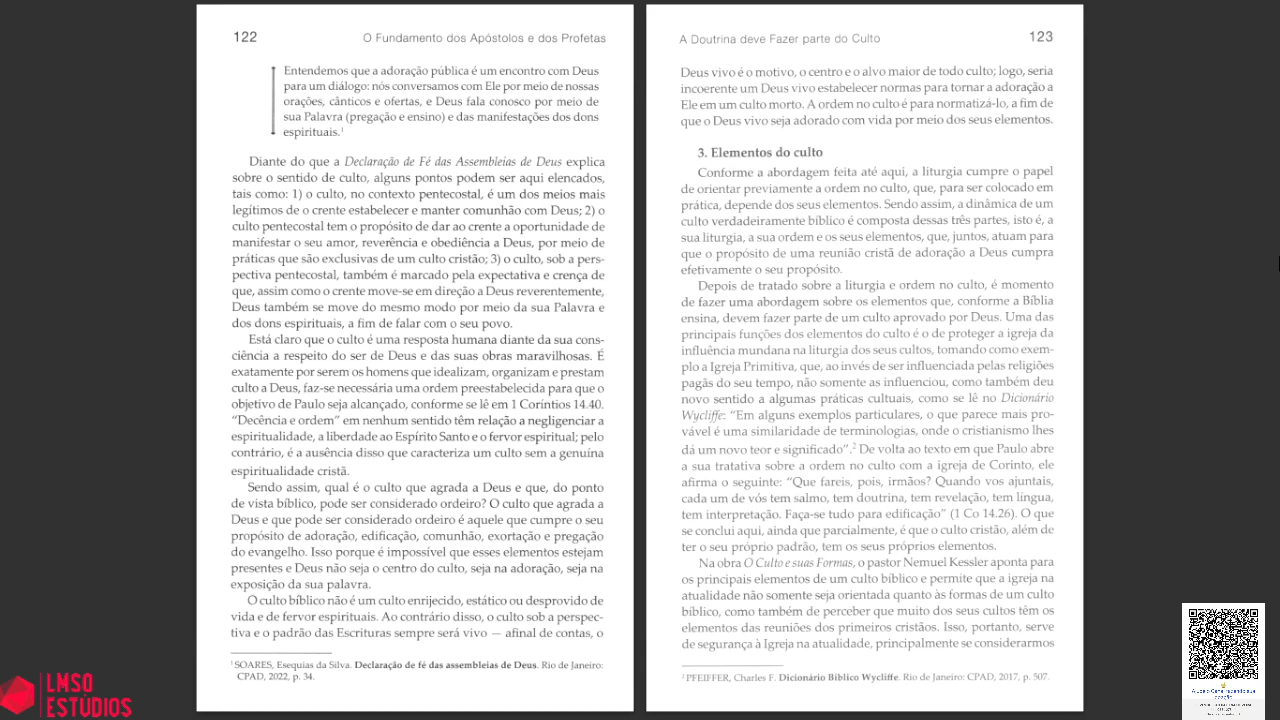 122
O Fundamento dos Apóstolos e dos Profetas
Entendemos que a adoração pública é um encontro com Deus
para um diálogo: nós conversamos com Ele por meio de nossas
orações, cânticos e ofertas, e Deus fala conosco por meio de
sua Palavra (pregação e ensino) e das manifestações dos dons
espirituais.¹
Diante do que a Declaração de Fé das Assembleias de Deus explica
sobre o sentido de culto, alguns pontos podem ser aqui elencados,
tais como: 1) o culto, no contexto pentecostal, é um dos meios mais
legítimos de o crente estabelecer e manter comunhão com Deus; 2) o
culto pentecostal tem o propósito de dar ao crente a oportunidade de
manifestar o seu amor, reverência e obediência a Deus, por meio de
práticas que são exclusivas de um culto cristão; 3) o culto, sob a pers-
pectiva pentecostal, também é marcado pela expectativa e crença de
que, assim como o crente move-se em direção a Deus reverentemente,
Deus também se move do mesmo modo por meio da sua Palavra e
dos dons espirituais, a fim de falar com o seu povo.
Está claro que o culto é uma resposta humana diante da sua cons-
ciência a respeito do ser de Deus e das suas obras maravilhosas. É
exatamente por serem os homens que idealizam, organizam e prestam
culto a Deus, faz-se necessária uma ordem preestabelecida para que o
objetivo de Paulo seja alcançado, conforme se lê em 1 Coríntios 14.40.
“Decência e ordem” em nenhum sentido têm relação a negligenciar a
espiritualidade, a liberdade ao Espírito Santo e o fervor espiritual; pelo
contrário, é a ausência disso que caracteriza um culto sem a genuína
espiritualidade cristã.
Sendo assim, qual é o culto que agrada a Deus e que, do ponto
de vista bíblico, pode ser considerado ordeiro? O culto que agrada a
Deus e que pode ser considerado ordeiro é aquele que cumpre o seu
propósito de adoração, edificação, comunhão, exortação e pregação
do evangelho. Isso porque é impossível que esses elementos estejam
presentes e Deus não seja o centro do culto, seja na adoração, seja na
exposição da sua palavra.
O culto bíblico não é um culto enrijecido, estático ou desprovido de
vida e de fervor espirituais. Ao contrário disso, o culto sob a perspec-
tiva e o padrão das Escrituras sempre será vivo — afinal de contas, o
¹ SOARES, Esequias da Silva. Declaração de fé das assembleias de Deus. Rio de Janeiro:
CPAD, 2022, p. 34.
A Doutrina deve Fazer parte do Culto
123
Deus vivo é o motivo, o centro e o alvo maior de todo culto; logo, seria
incoerente um Deus vivo estabelecer normas para tornar a adoração a
Ele em um culto morto. A ordem no culto é para normatizá-lo, a fim de
que o Deus vivo seja adorado com vida por meio dos seus elementos.
3. Elementos do culto
Conforme a abordagem feita até aqui, a liturgia cumpre o papel
de orientar previamente a ordem no culto, que, para ser colocado em
prática, depende dos seus elementos. Sendo assim, a dinâmica de um
culto verdadeiramente bíblico é composta dessas três partes, isto é, a
sua liturgia, a sua ordem e os seus elementos, que, juntos, atuam para
que o propósito de uma reunião cristã de adoração a Deus cumpra
efetivamente o seu propósito.
Depois de tratado sobre a liturgia e ordem no culto, é momento
de fazer uma abordagem sobre os elementos que, conforme a Bíblia
ensina, devem fazer parte de um culto aprovado por Deus. Uma das
principais funções dos elementos do culto é o de proteger a igreja da
influência mundana na liturgia dos seus cultos, tomando como exem-
plo a Igreja Primitiva, que, ao invés de ser influenciada pelas religiões
pagãs do seu tempo, não somente as influenciou, como também deu
novo sentido a algumas práticas cultuais, como se lê no Dicionário
Wycliffe: “Em alguns exemplos particulares, o que parece mais pro-
vável é uma similaridade de terminologias, onde o cristianismo lhes
dá um novo teor e significado”.² De volta ao texto em que Paulo abre
a sua tratativa sobre a ordem no culto com a igreja de Corinto, ele
afirma o seguinte: “Que fareis, pois, irmãos? Quando vos ajuntais,
cada um de vós tem salmo, tem doutrina, tem revelação, tem língua,
tem interpretação. Faça-se tudo para edificação” (1 Co 14.26). O que
se conclui aqui, ainda que parcialmente, é que o culto cristão, além de
ter o seu próprio padrão, tem os seus próprios elementos.
Na obra O Culto e suas Formas, o pastor Nemuel Kessler aponta para
os principais elementos de um culto bíblico e permite que a igreja na
atualidade não somente seja orientada quanto às formas de um culto
bíblico, como também de perceber que muito dos seus cultos têm os
elementos das reuniões dos primeiros cristãos. Isso, portanto, serve
de segurança à Igreja na atualidade, principalmente se considerarmos
² PFEIFFER, Charles F. Dicionário Bíblico Wycliffe. Rio de Janeiro: CPAD, 2017, p. 507.
LMSO
ESTÚDIOS